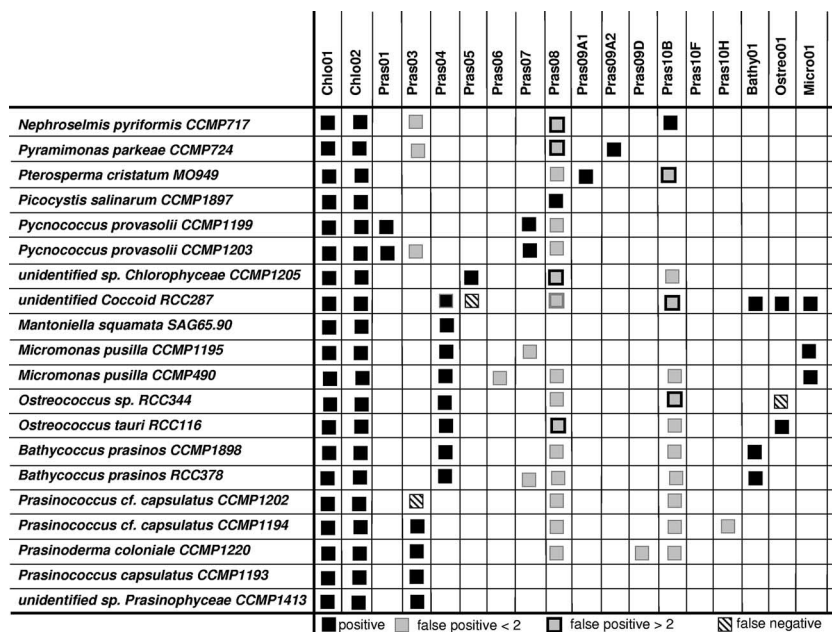 Chlo01 Chlo02 Pras01 Pras03 Pras04 Pras05 Pras06 Pras07 Pras08 Pras09A1 Pras09A2 Pras09D Pras10B Pras10F Pras10H Bathy01 Ostreo01 Micro01
Nephroselmis pyriformis CCMP717
Pyramimonas parkeae CCMP724
Pterosperma cristatum MO949
Picocystis salinarum CCMP1897
Pycnococcus provasolii CCMP1199
Pycnococcus provasolii CCMP1203
unidentified sp. Chlorophyceae CCMP1205
unidentified Coccoid RCC287
Mantoniella squamata SAG65.90
Micromonas pusilla CCMP1195
Micromonas pusilla CCMP490
Ostreococcus sp. RCC344
Ostreococcus tauri RCC116
Bathycoccus prasinos CCMP1898
Bathycoccus prasinos RCC378
Prasinococcus cf. capsulatus CCMP1202
Prasinococcus cf. capsulatus CCMP1194
Prasinoderma coloniale CCMP1220
Prasinococcus capsulatus CCMP1193
unidentified sp. Prasinophyceae CCMP1413
positive false positive < 2 false positive > 2 false negative